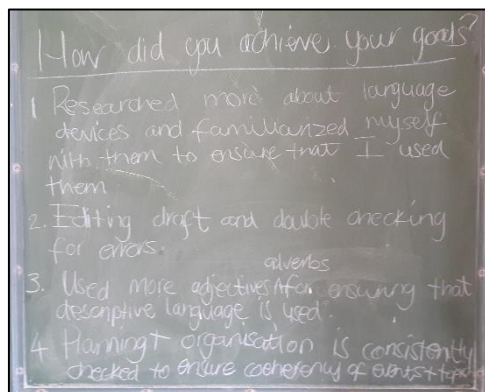 How did you achieve your goals?
1 Researched more about language
devices and familiarized myself
with them to ensure that I used
them
2. Editing draft and double checking
for errors.
adverbs
3. Used more adjectives for ensuring that
descriptive language is used.
4 Planning + organisation is consistently
checked to ensure coherency of events +